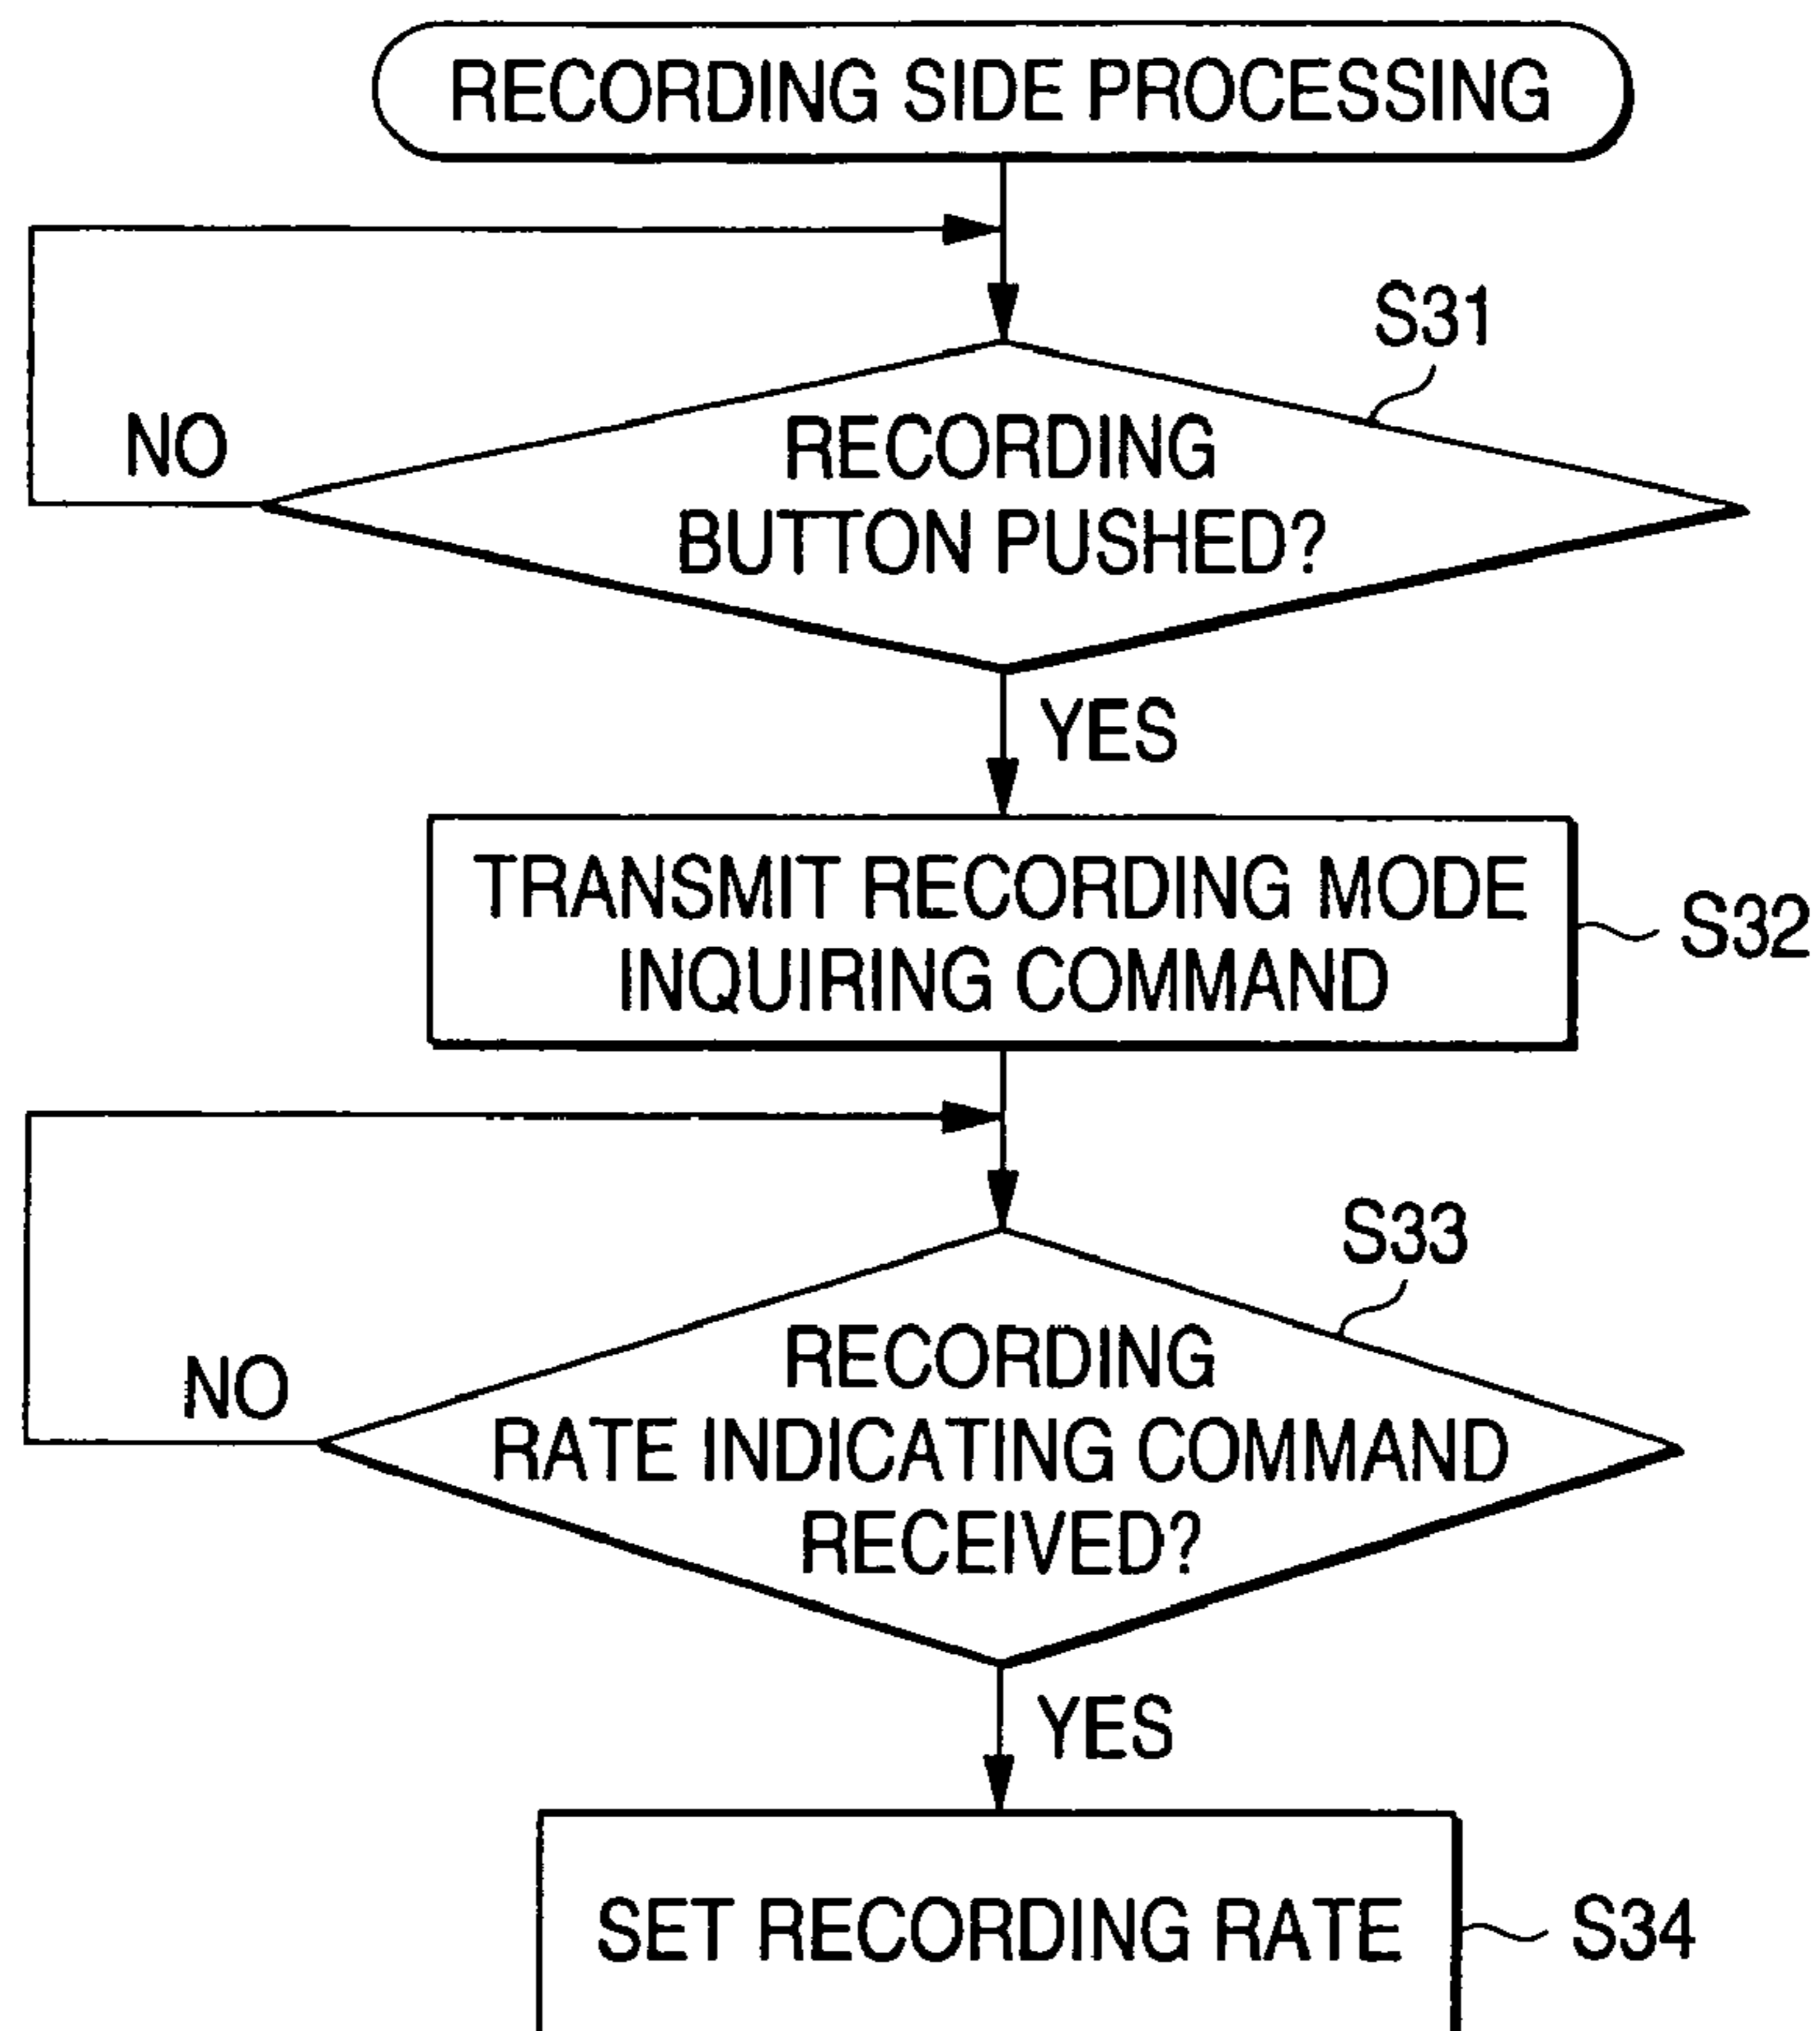 RECORDING SIDE PROCESSING
S31
NO
RECORDING
BUTTON PUSHED?
YES
TRANSMIT RECORDING MODE
INQUIRING COMMAND
S32
S33
NO
RECORDING
RATE INDICATING COMMAND
RECEIVED?
YES
SET RECORDING RATE
S34